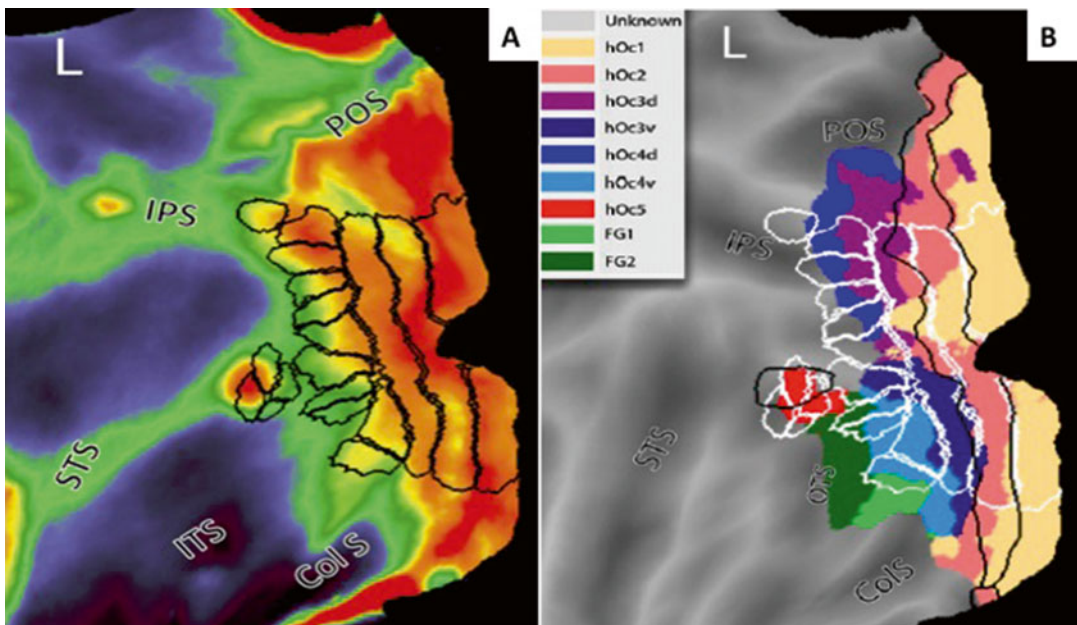 L
A
POS
IPS
STS
ITS
Col S
Unknown
hOc1
hOc2
hOc3d
hOc3v
hOc4d
hOc4v
hOc5
FG1
FG2
L
B
POS
IPS
STS
OTS
ColS